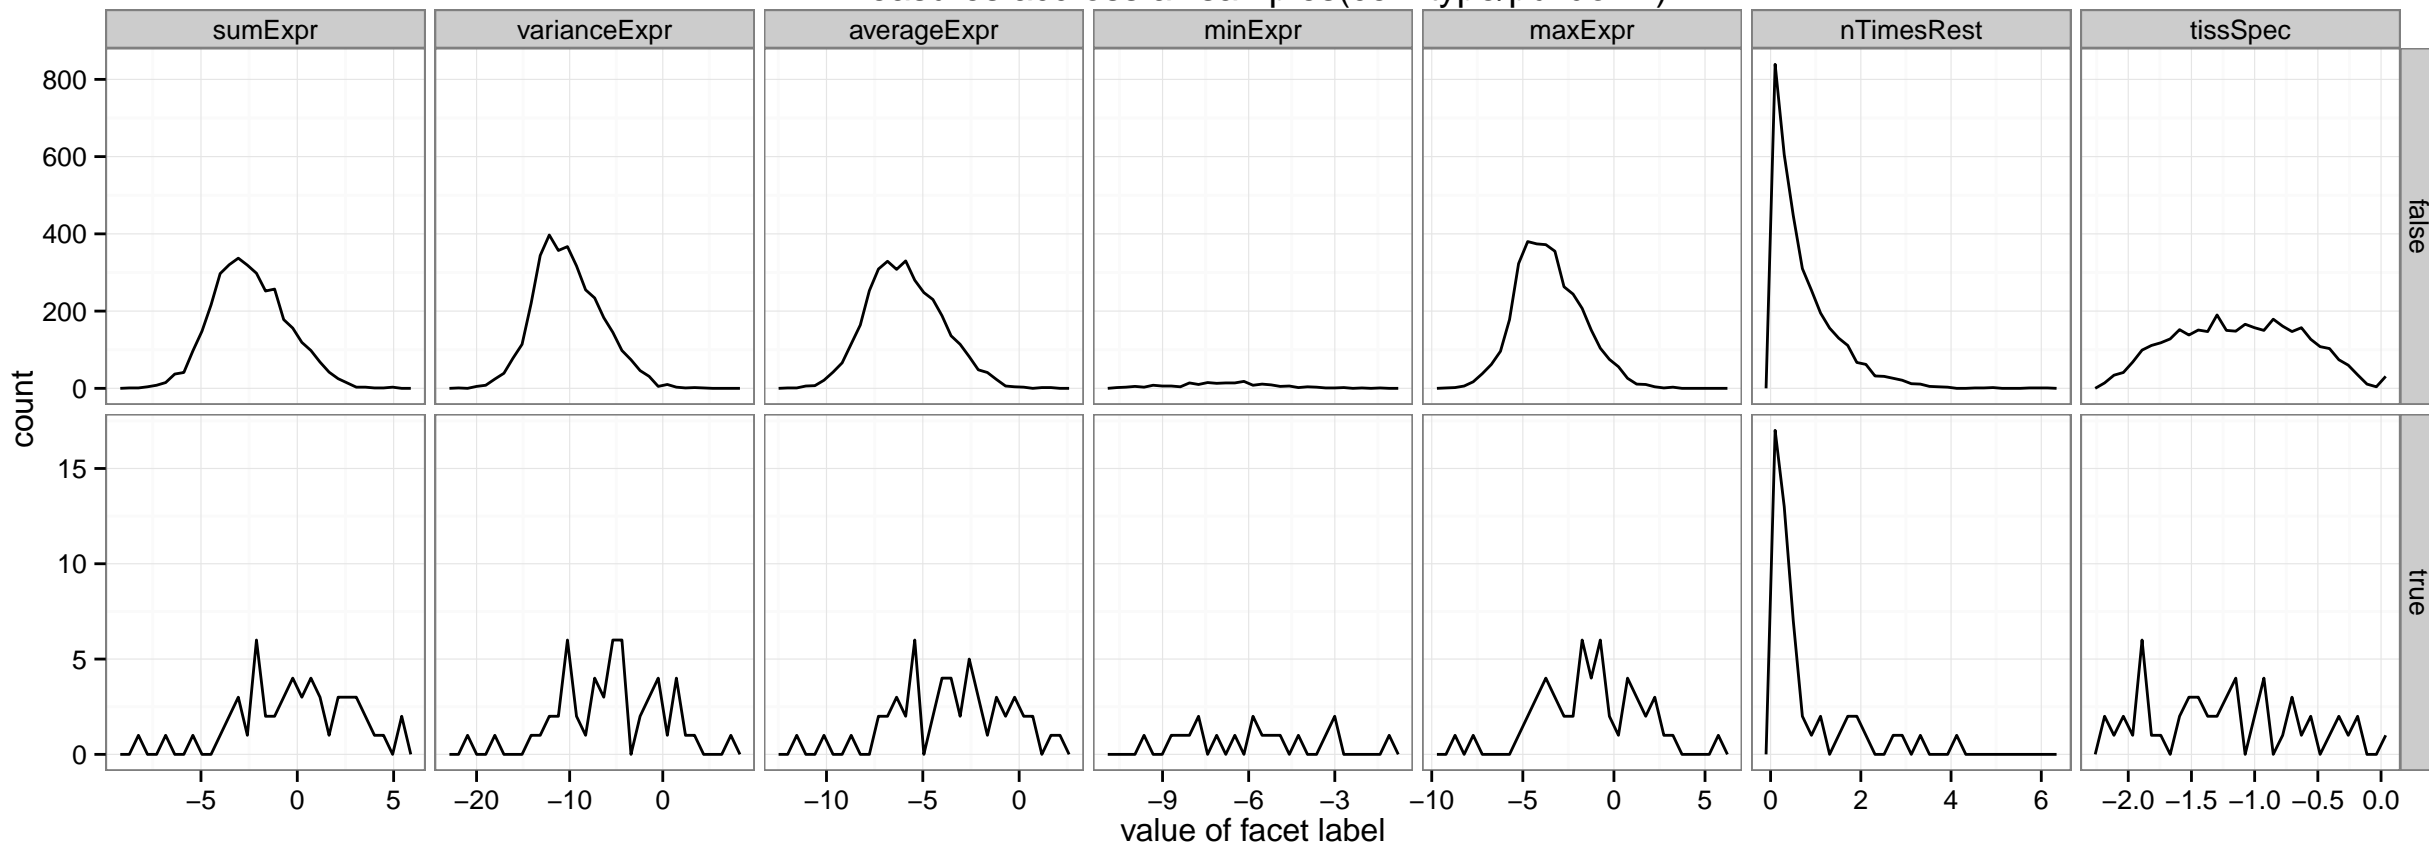 sumExpr varianceExpr averageExpr minExpr maxExpr nTimesRest tissSpec
800
600
400
200
0
false
count
15
10
5
0
true
−5 0 5 −20 −10 0 −10 −5 0 −9 −6 −3 −10 −5 0 5 0 2 4 6 −2.0 −1.5 −1.0 −0.5 0.0
value of facet label